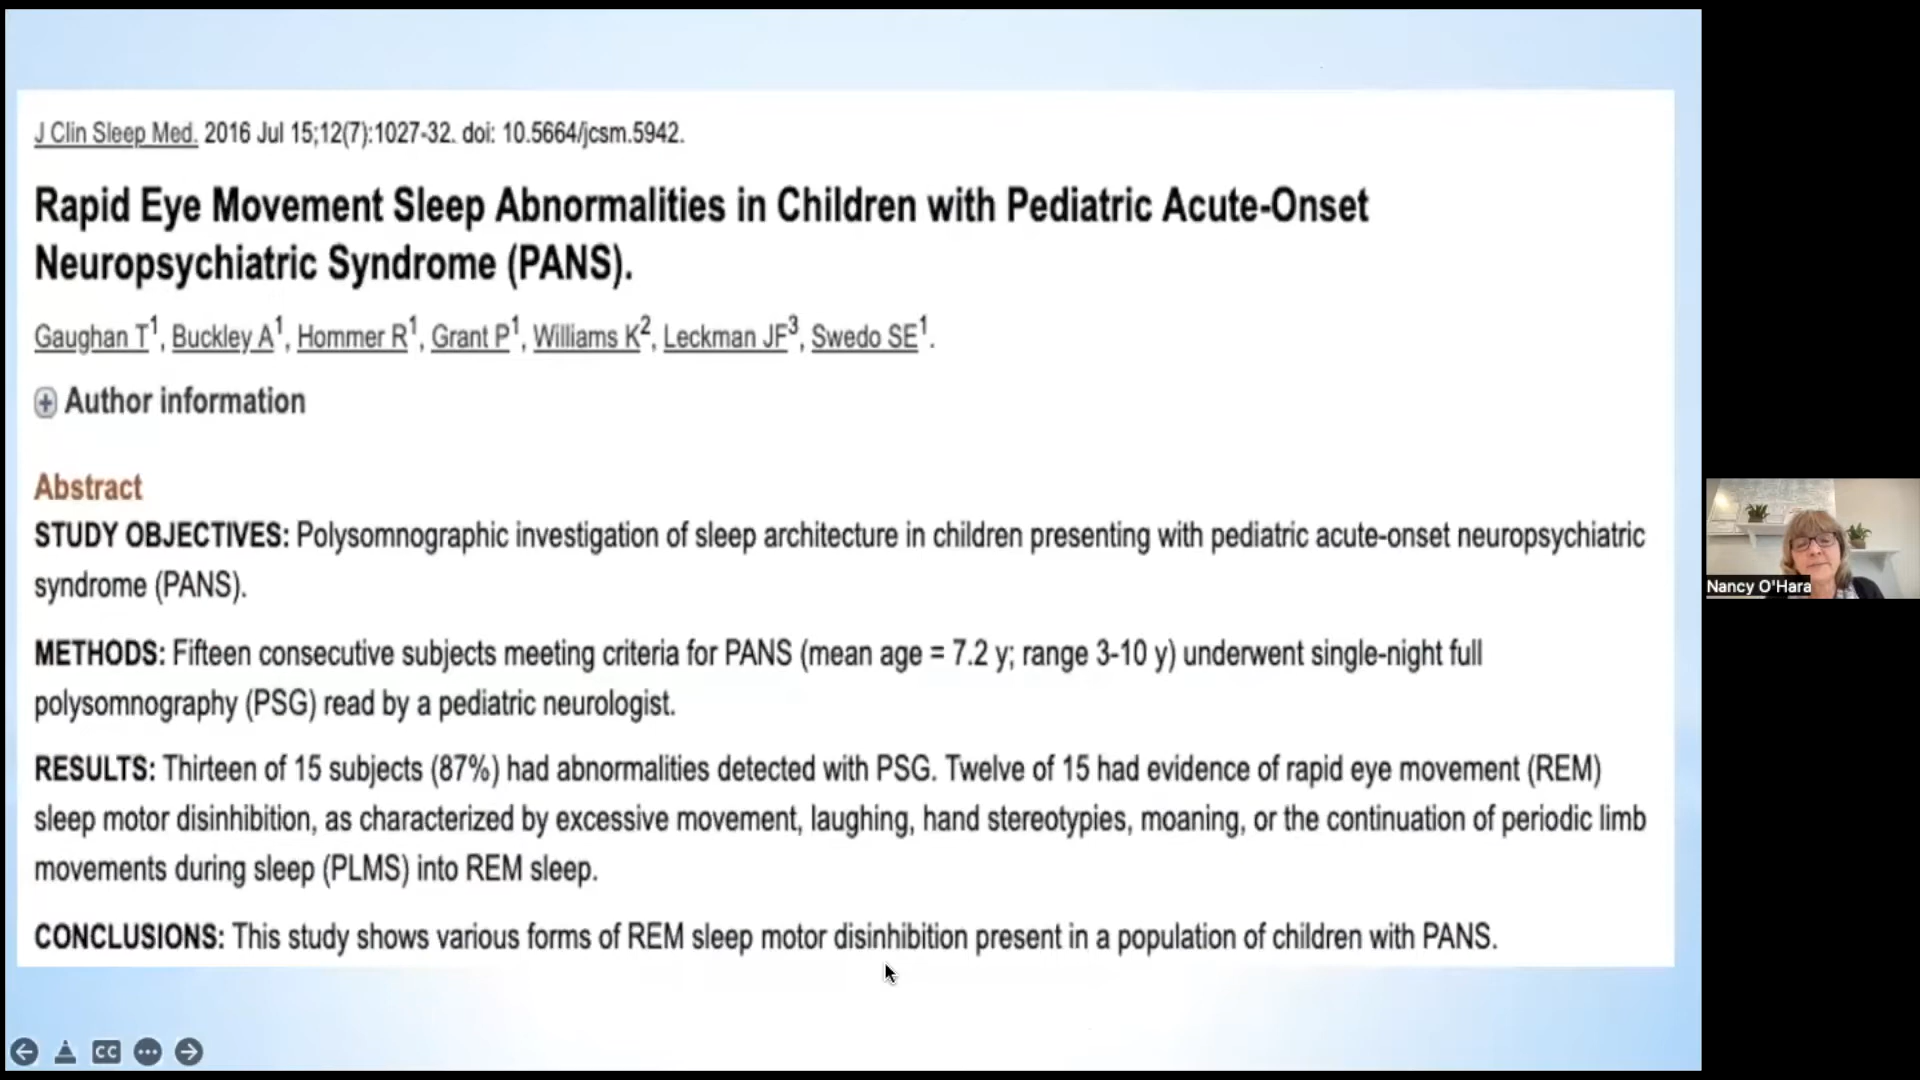 J Clin Sleep Med. 2016 Jul 15;12(7):1027-32. doi: 10.5664/jcsm.5942.
Rapid Eye Movement Sleep Abnormalities in Children with Pediatric Acute-Onset
Neuropsychiatric Syndrome (PANS).
Gaughan T1, Buckley A1, Hommer R1, Grant P1, Williams K2, Leckman JF3, Swedo SE1.
Author information
Abstract
STUDY OBJECTIVES: Polysomnographic investigation of sleep architecture in children presenting with pediatric acute-onset neuropsychiatric
syndrome (PANS).
METHODS: Fifteen consecutive subjects meeting criteria for PANS (mean age = 7.2 y; range 3-10 y) underwent single-night full
polysomnography (PSG) read by a pediatric neurologist.
RESULTS: Thirteen of 15 subjects (87%) had abnormalities detected with PSG. Twelve of 15 had evidence of rapid eye movement (REM)
sleep motor disinhibition, as characterized by excessive movement, laughing, hand stereotypies, moaning, or the continuation of periodic limb
movements during sleep (PLMS) into REM sleep.
CONCLUSIONS: This study shows various forms of REM sleep motor disinhibition present in a population of children with PANS.
Nancy O'Hara
CC